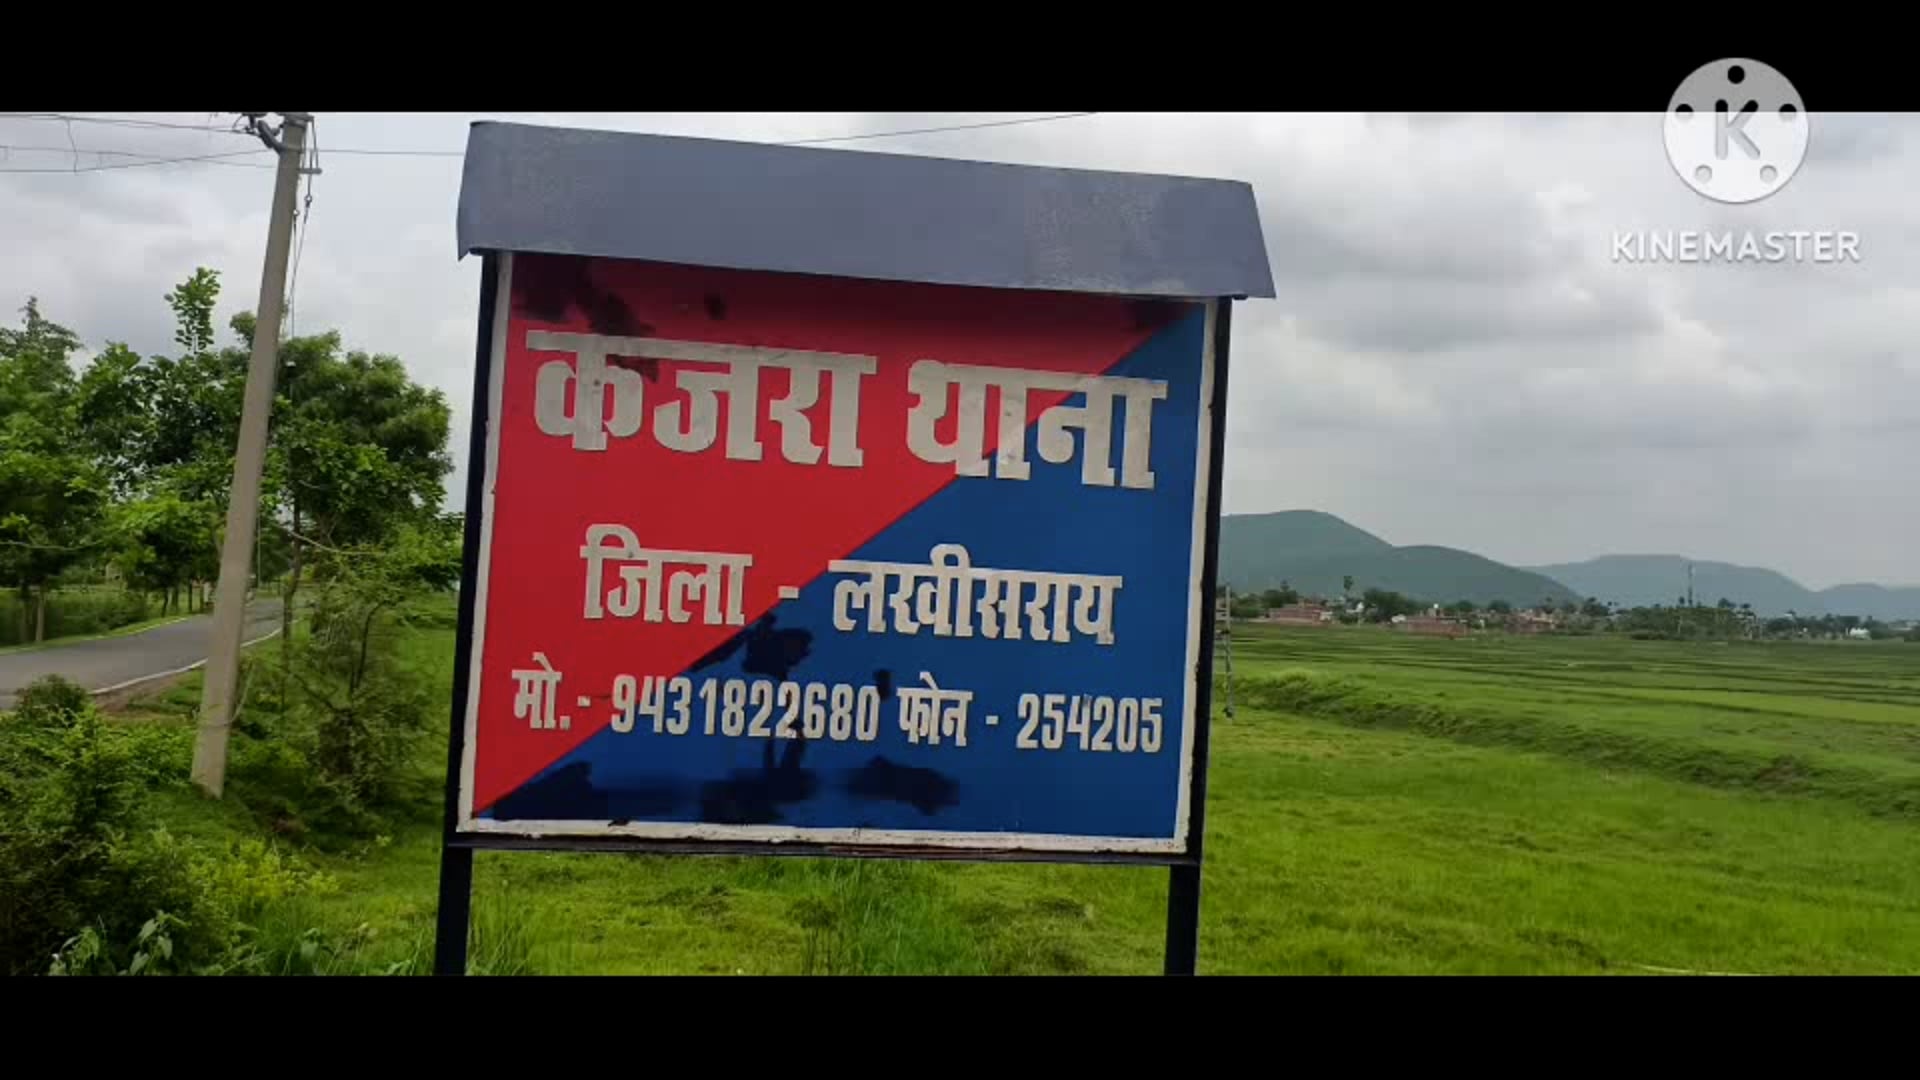 KINEMASTER
कजरा थाना
जिला - लखीसराय
मो.- 9431822680 फोन - 254205